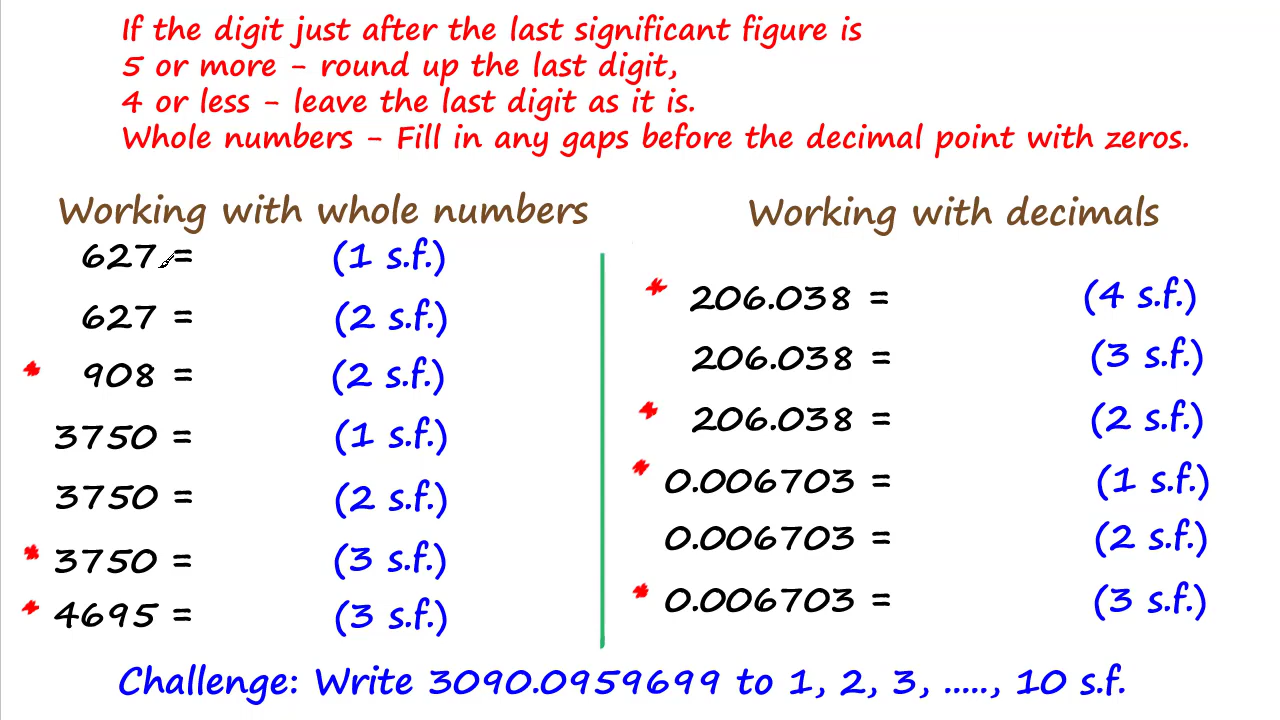 If the digit just after the last significant figure is
5 or more - round up the last digit,
4 or less - leave the last digit as it is.
Whole numbers - Fill in any gaps before the decimal point with zeros.
Working with whole numbers
627 = (1 s.f.)
627 = (2 s.f.)
* 908 = (2 s.f.)
3750 = (1 s.f.)
3750 = (2 s.f.)
* 3750 = (3 s.f.)
* 4695 = (3 s.f.)
Working with decimals
* 206.038 = (4 s.f.)
206.038 = (3 s.f.)
* 206.038 = (2 s.f.)
* 0.006703 = (1 s.f.)
0.006703 = (2 s.f.)
* 0.006703 = (3 s.f.)
Challenge: Write 3090.0959699 to 1, 2, 3, ....., 10 s.f.